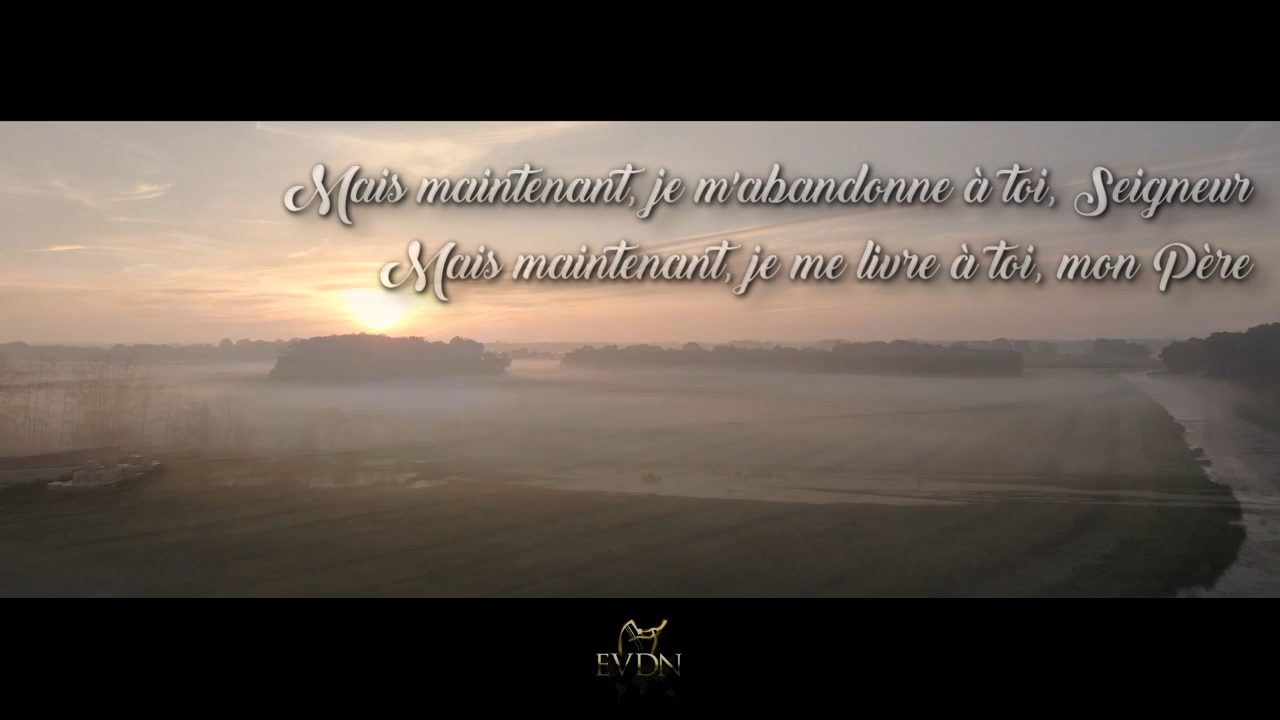 Mais maintenant, je m'abandonne à toi, Seigneur
Mais maintenant, je me livre à toi, mon Père
EVDN